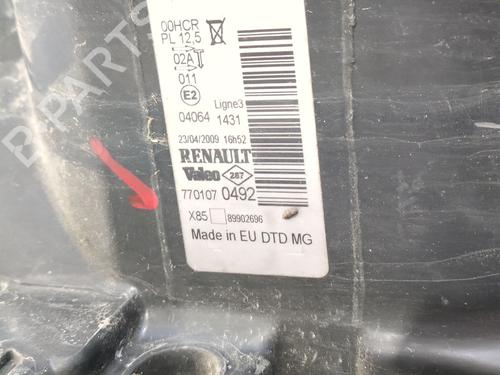 00HCR
PL 12,5
02A
011
E2
Ligne3
04064 1431
23/04/2009 16h52
RENAULT
Valeo 287
770107 0492
X85 89902696
Made in EU DTD MG